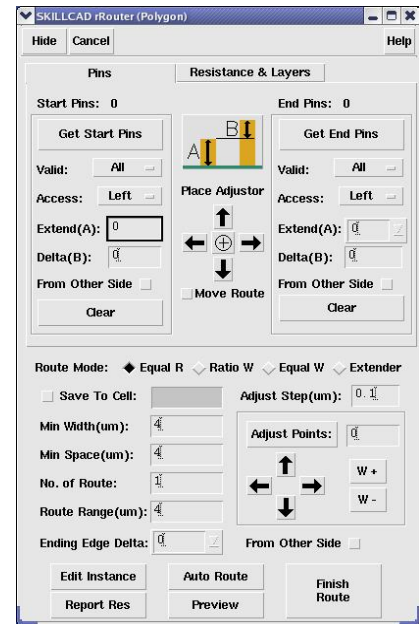 SKILLCAD rRouter (Polygon)
Hide Cancel Help
Pins Resistance & Layers
Start Pins: 0 End Pins: 0
Get Start Pins Get End Pins
A B
Valid: All Valid: All
Place Adjustor
Access: Left Access: Left
Extend(A): 0 Extend(A): 0
Delta(B): 0 Delta(B): 0
From Other Side Move Route From Other Side
Clear Clear
Route Mode: Equal R Ratio W Equal W Extender
Save To Cell: Adjust Step(um): 0.1
Min Width(um): 4 Adjust Points: 0
Min Space(um): 4
No. of Route: 1 W +
Route Range(um): 4 W -
Ending Edge Delta: 0 From Other Side
Edit Instance Auto Route Finish
Route
Report Res Preview